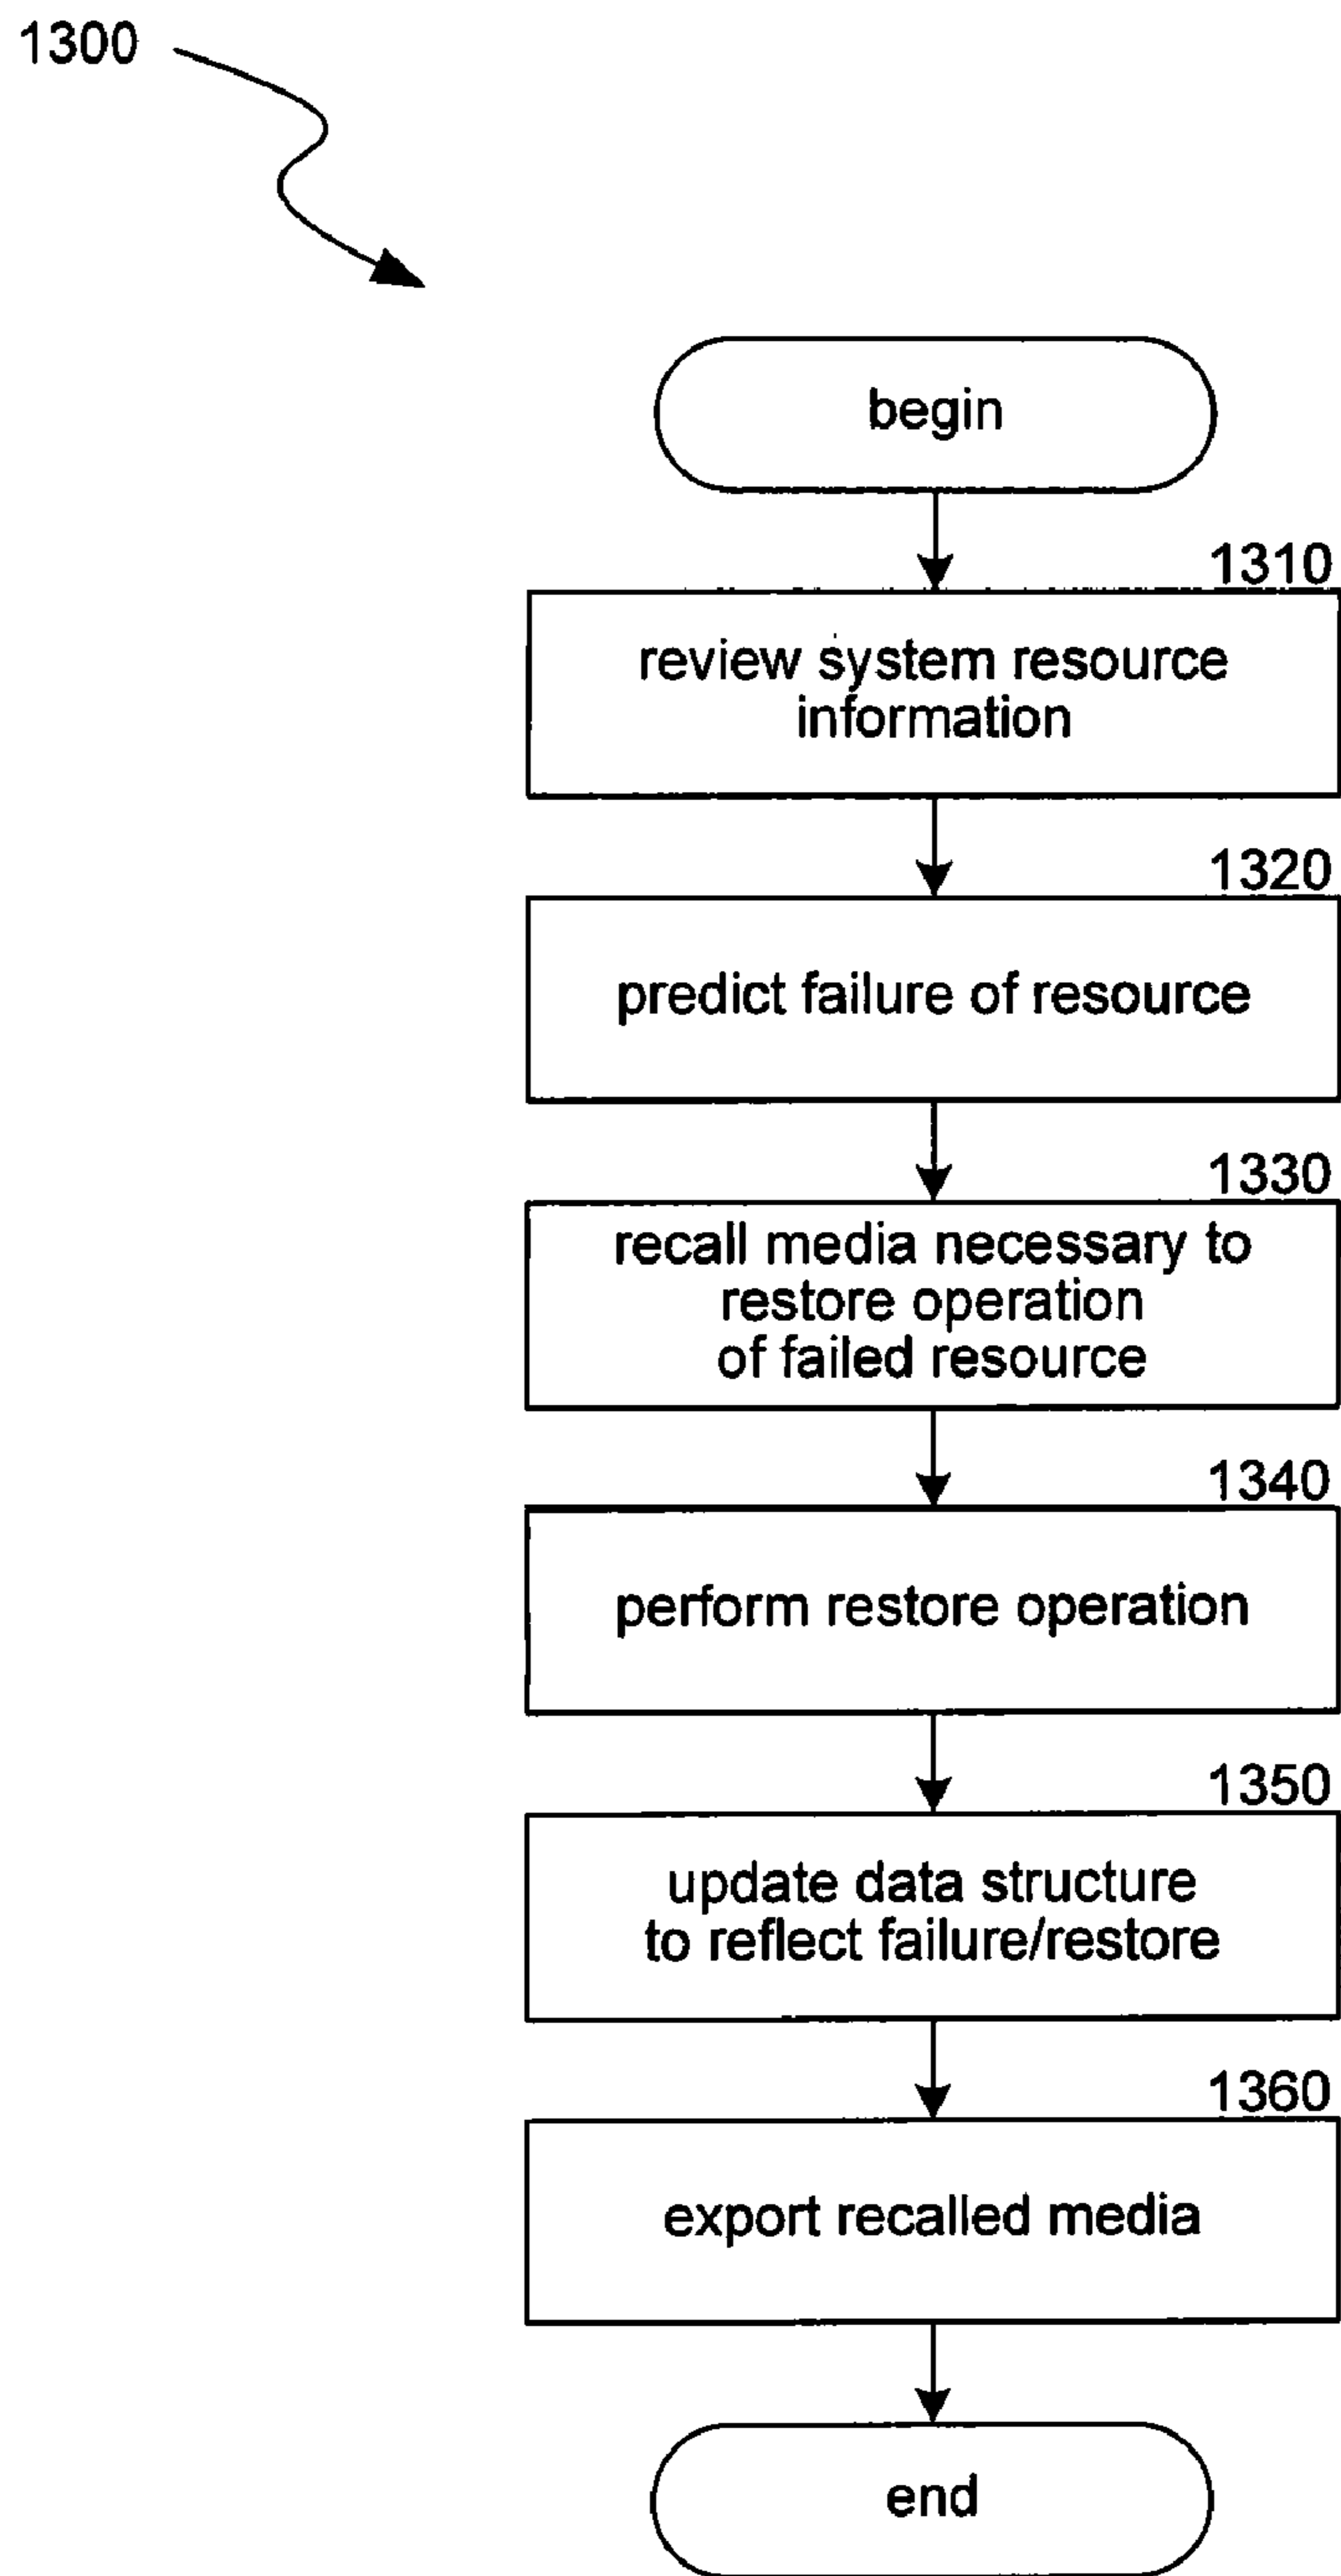 1300
begin
1310
review system resource
information
1320
predict failure of resource
1330
recall media necessary to
restore operation
of failed resource
1340
perform restore operation
1350
update data structure
to reflect failure/restore
1360
export recalled media
end